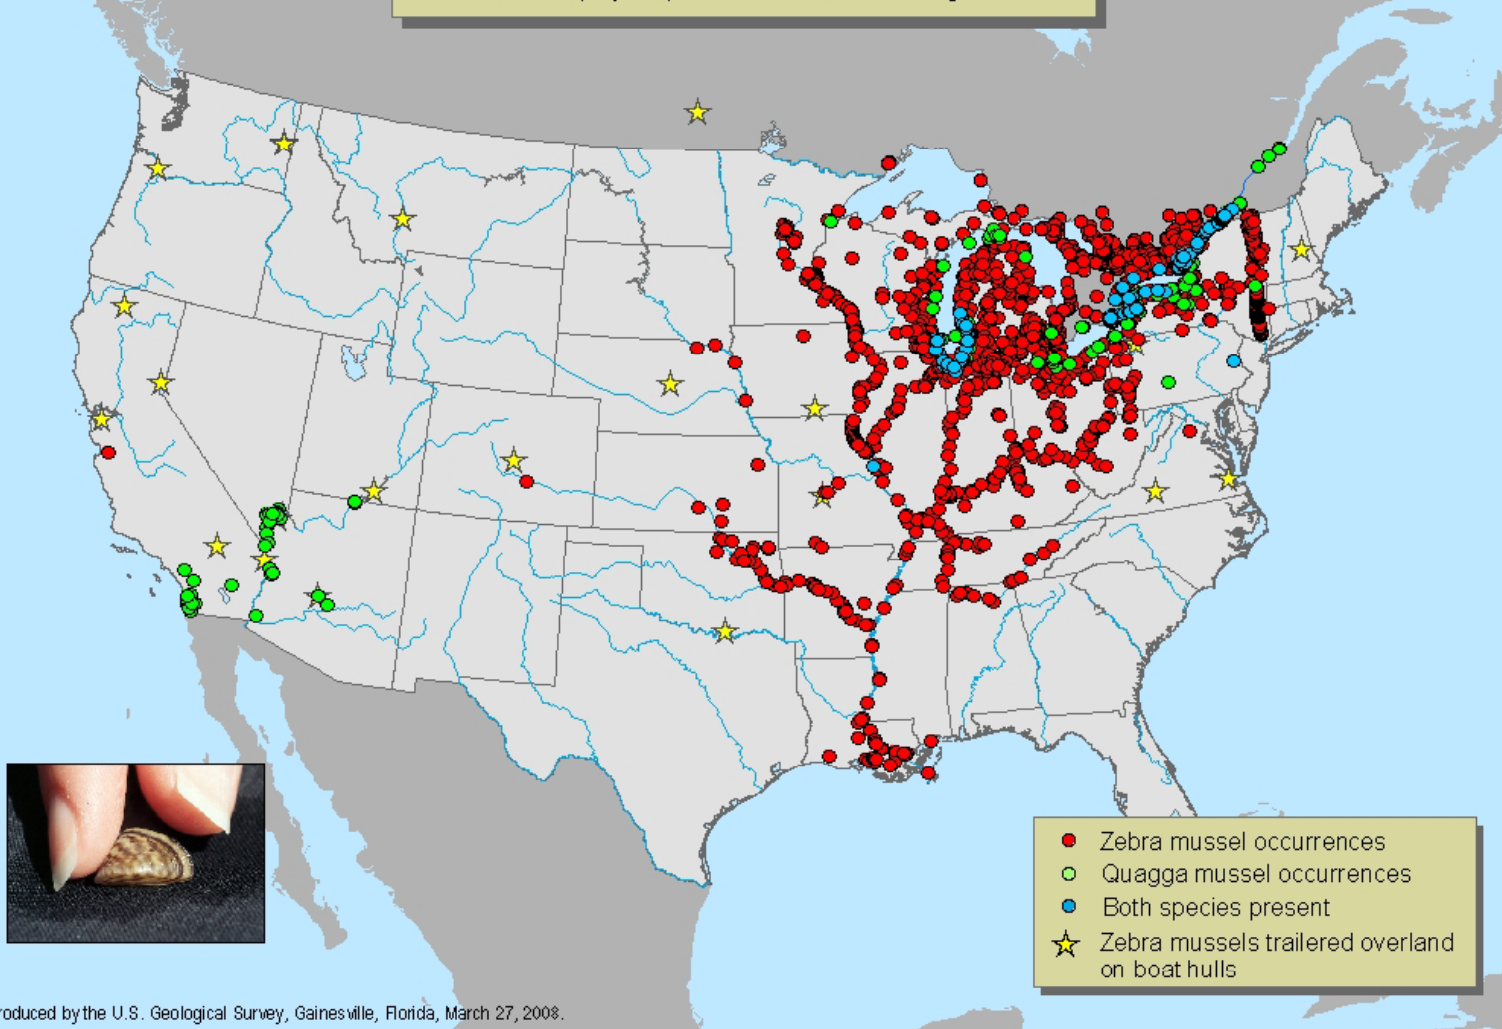 Zebra mussel occurrences
Quagga mussel occurrences
Both species present
Zebra mussels trailered overland
on boat hulls
roduced by the U.S. Geological Survey, Gainesville, Florida, March 27, 2008.